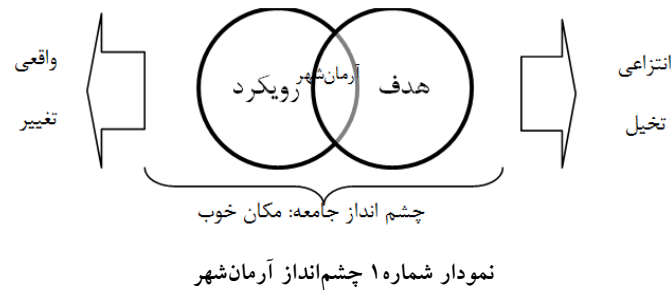 انتزاعی
تخیل
هدف
آرمان‌شهر
رویکرد
واقعی
تغییر
چشم انداز جامعه: مکان خوب
نمودار شماره۱ چشم‌انداز آرمان‌شهر